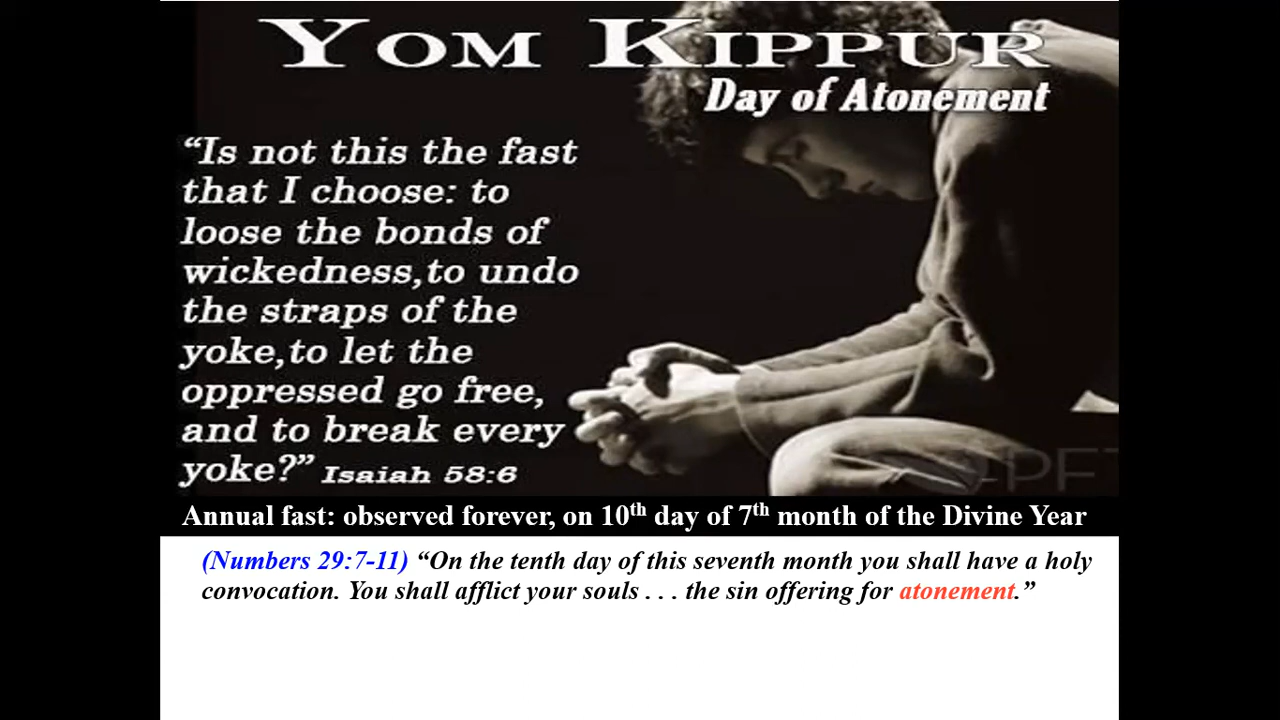 YOM KIPPUR
Day of Atonement
“Is not this the fast
that I choose: to
loose the bonds of
wickedness,to undo
the straps of the
yoke,to let the
oppressed go free,
and to break every
yoke?” Isaiah 58:6
Annual fast: observed forever, on 10th day of 7th month of the Divine Year
(Numbers 29:7-11) “On the tenth day of this seventh month you shall have a holy
convocation. You shall afflict your souls . . . the sin offering for atonement.”